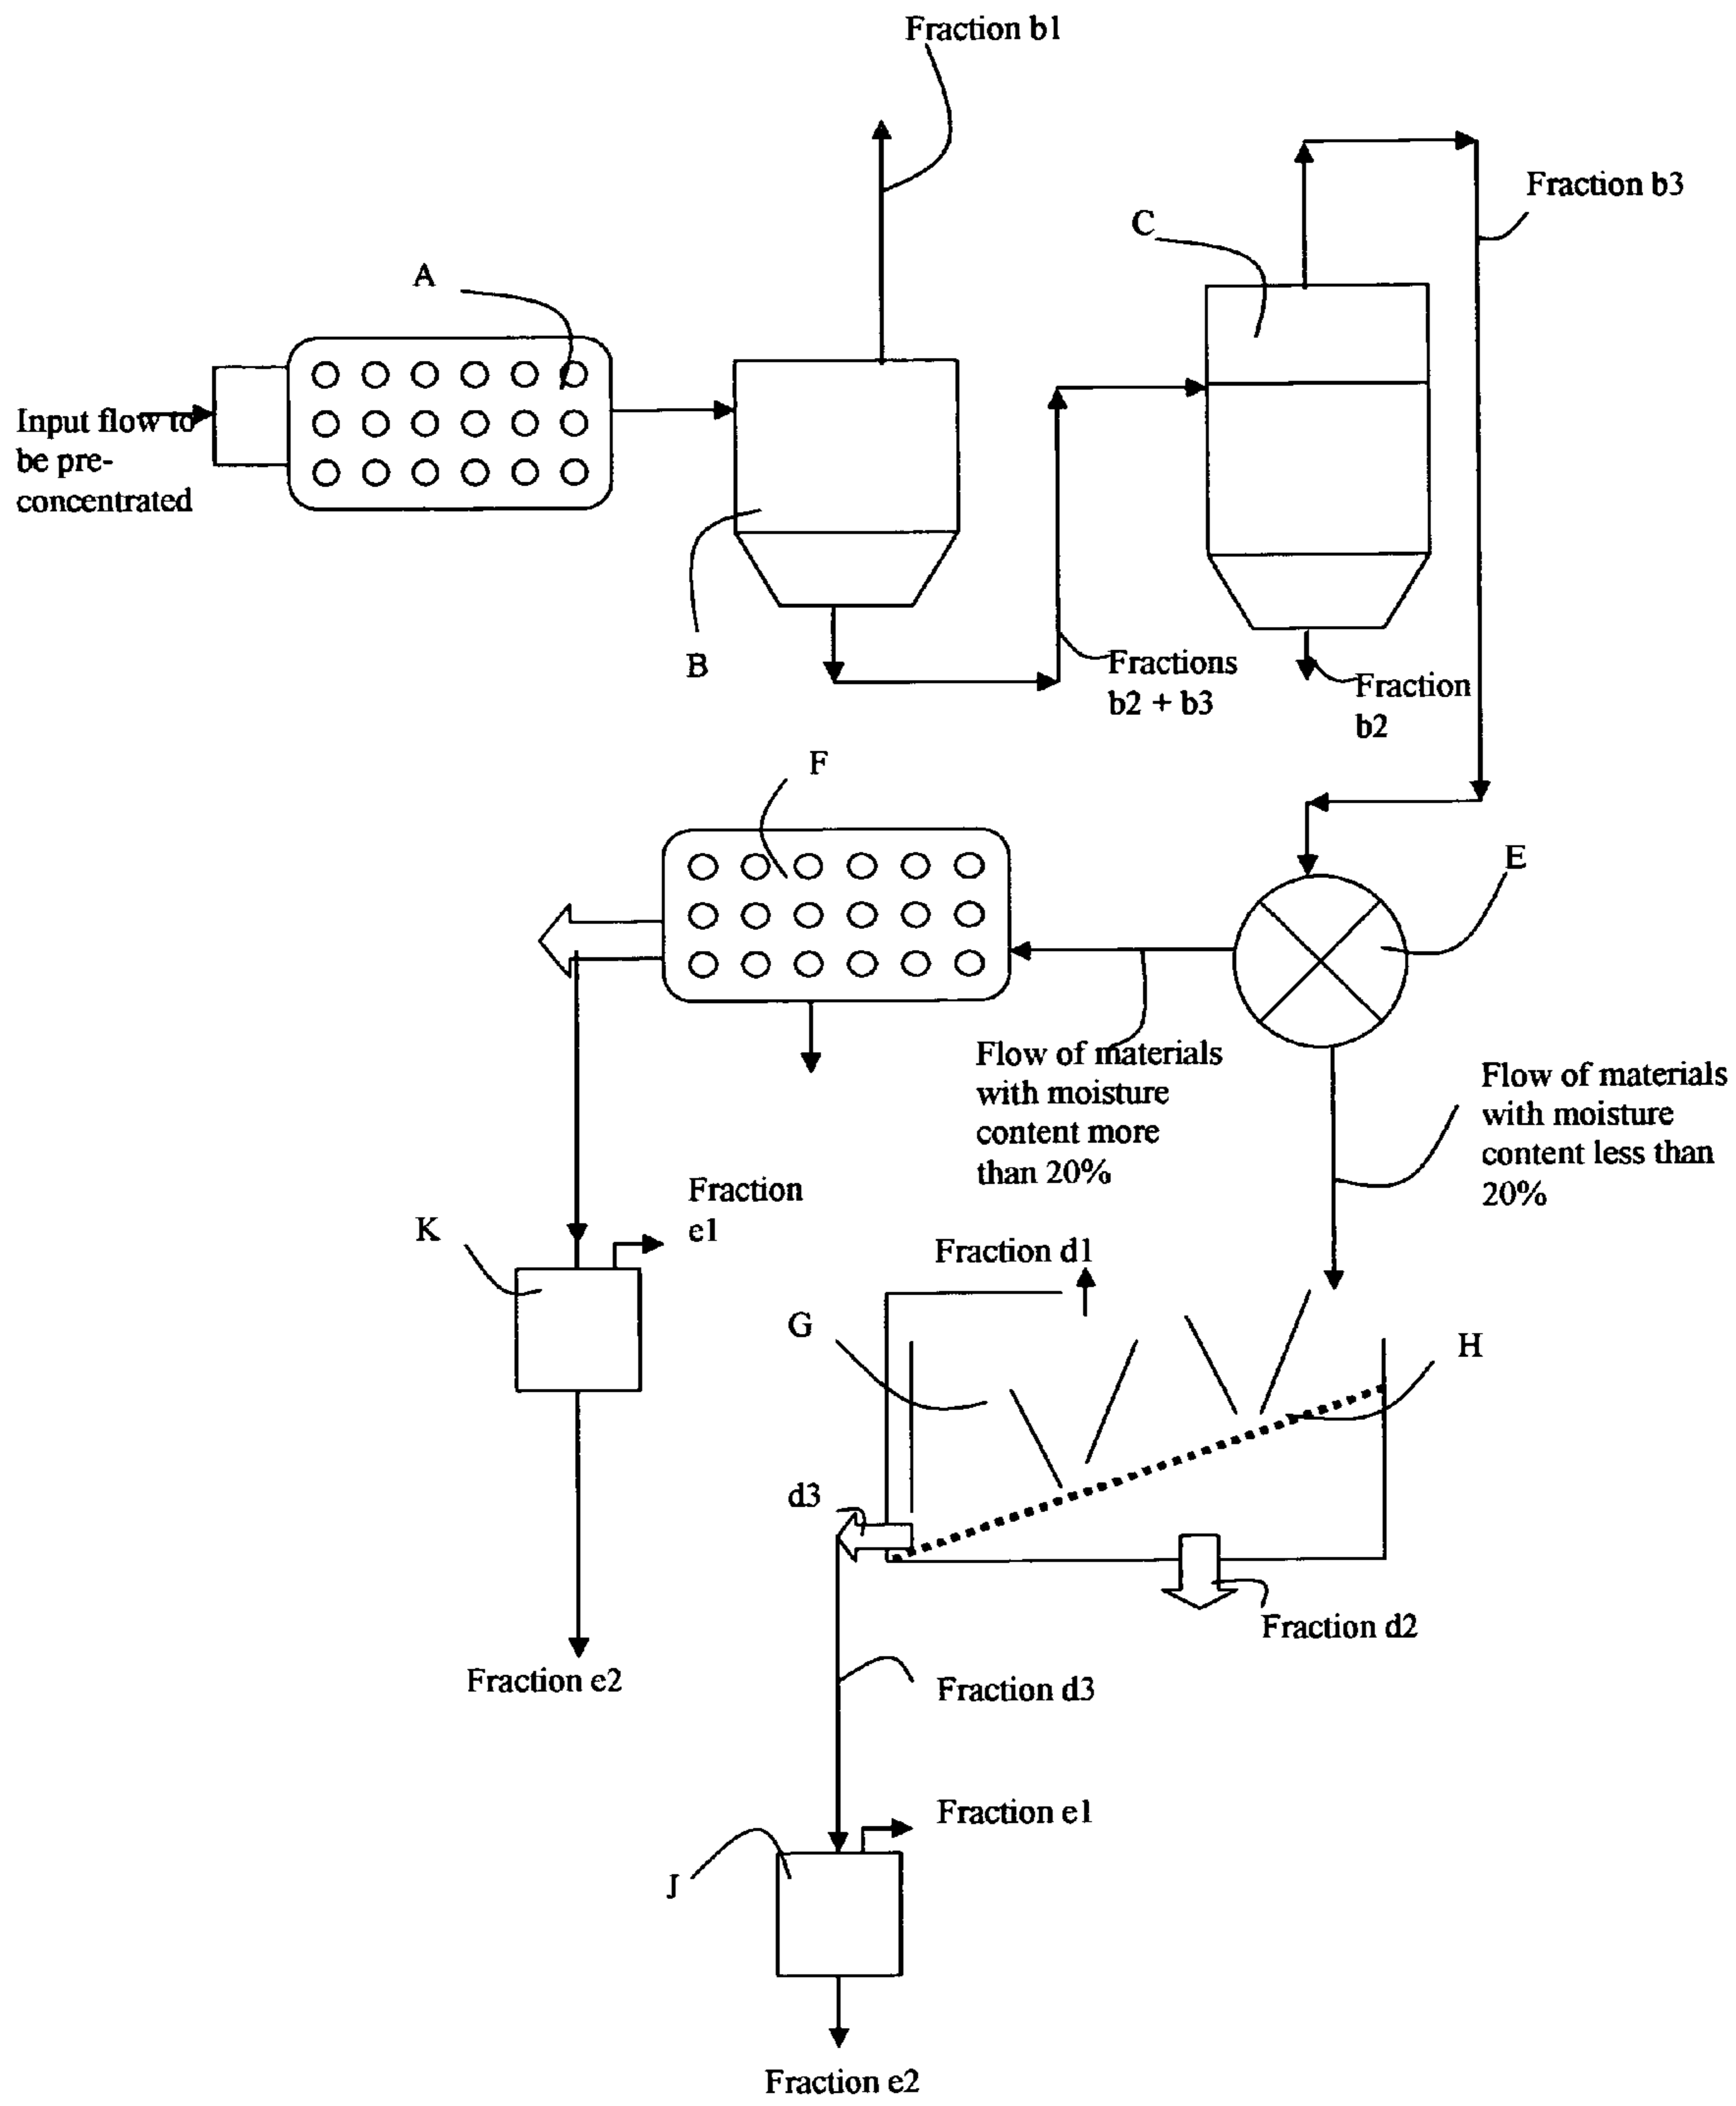 Fraction b1
Fraction b3
C
A
Input flow to
be pre-
concentrated
B
Fractions
b2 + b3
Fraction
b2
F
E
Flow of materials
with moisture
content more
than 20%
Flow of materials
with moisture
content less than
20%
Fraction
e1
K
Fraction d1
G
H
d3
Fraction d2
Fraction e2
Fraction d3
Fraction e1
J
Fraction e2